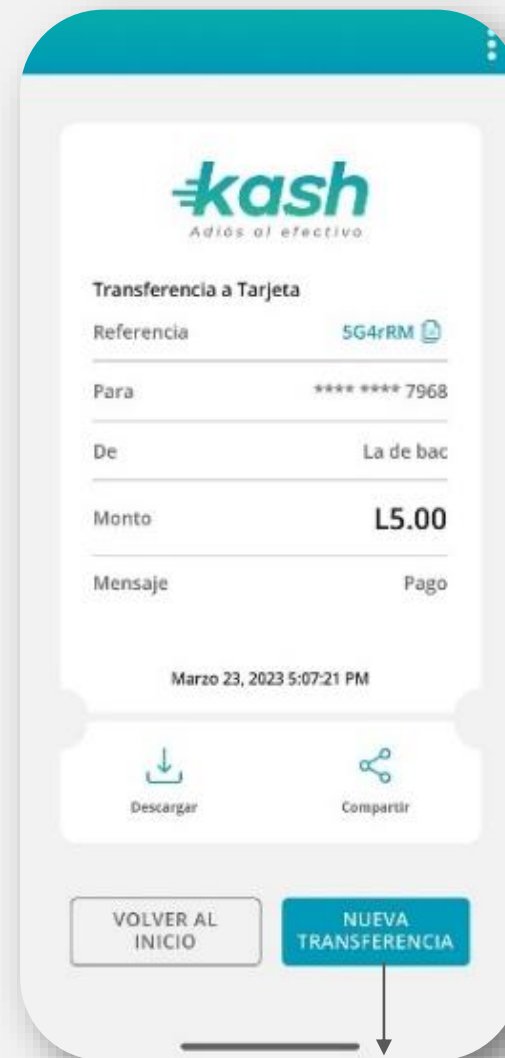 kash
Adiós al efectivo
Transferencia a Tarjeta
Referencia 5G4rRM
Para **** **** 7968
De La de bac
Monto L5.00
Mensaje Pago
Marzo 23, 2023 5:07:21 PM
Descargar Compartir
VOLVER AL INICIO
NUEVA TRANSFERENCIA